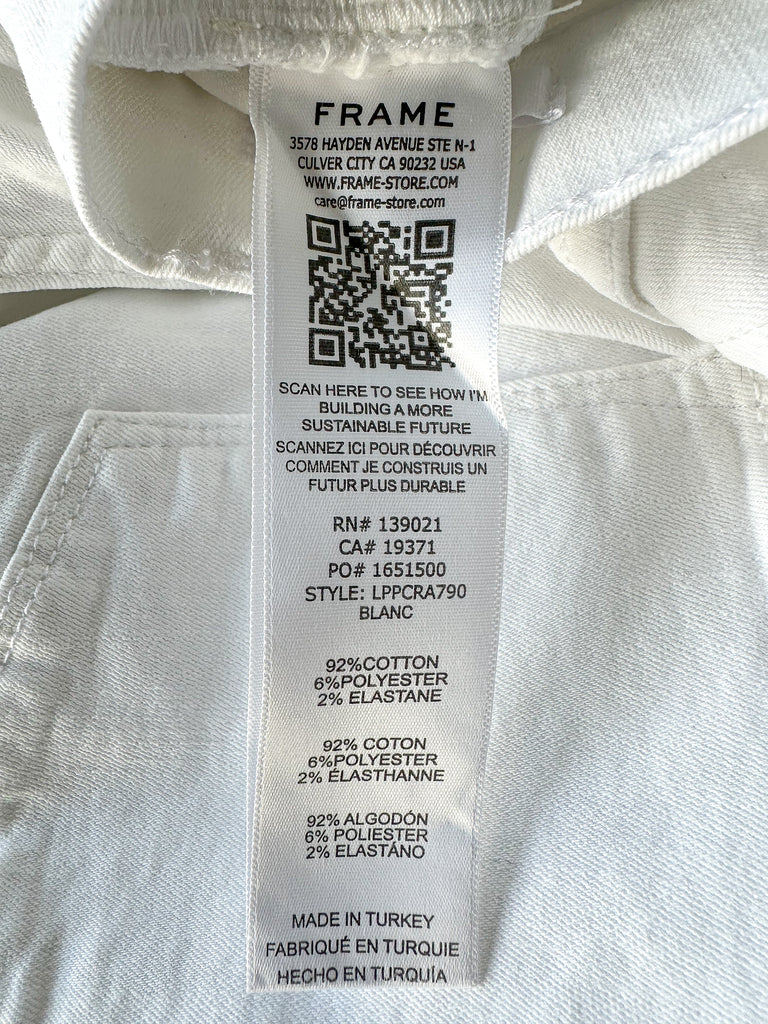 FRAME
3578 HAYDEN AVENUE STE N-1
CULVER CITY CA 90232 USA
WWW.FRAME-STORE.COM
care@frame-store.com
SCAN HERE TO SEE HOW I'M
BUILDING A MORE
SUSTAINABLE FUTURE
SCANNEZ ICI POUR DÉCOUVRIR
COMMENT JE CONSTRUIS UN
FUTUR PLUS DURABLE
RN# 139021
CA# 19371
PO# 1651500
STYLE: LPPCRA790
BLANC
92%COTTON
6%POLYESTER
2% ELASTANE
92% COTON
6%POLYESTER
2% ÉLASTHANNE
92% ALGODÓN
6% POLIESTER
2% ELASTÁNO
MADE IN TURKEY
FABRIQUÉ EN TURQUIE
HECHO EN TURQUÍA